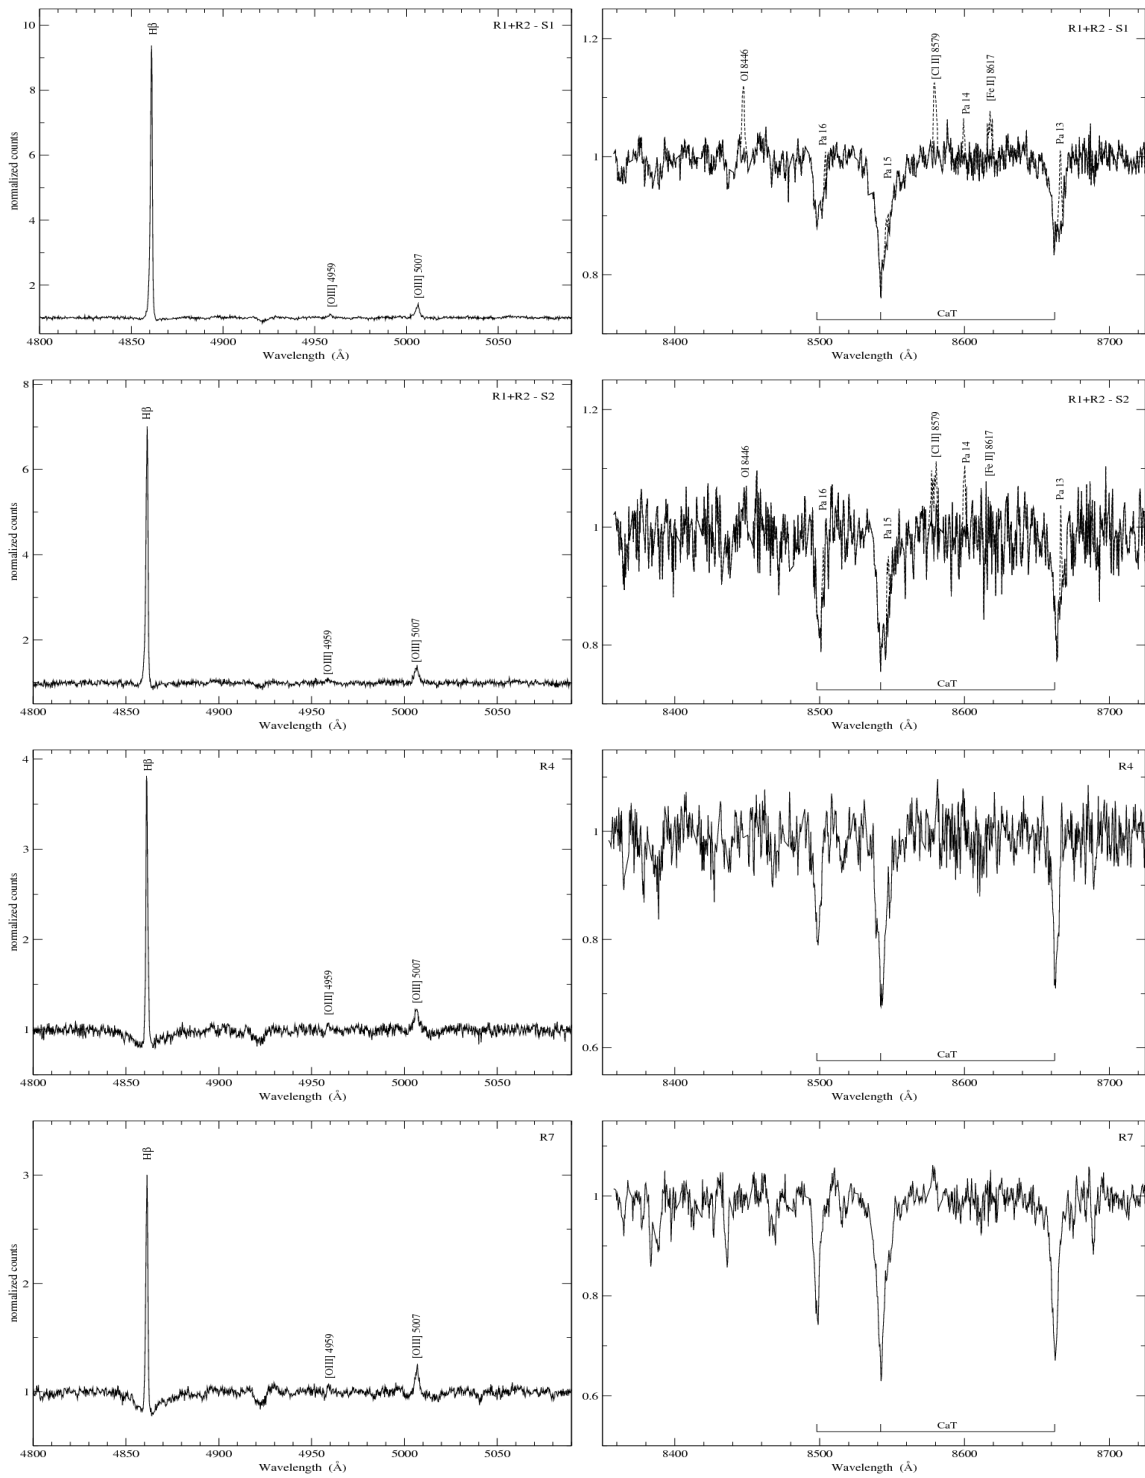 R1+R2 - S1
Hβ
[OIII] 4959
[OIII] 5007
normalized counts
10
8
6
4
2
4800 4850 4900 4950 5000 5050
Wavelength (Å)
R1+R2 - S1
OI 8446
[Cl II] 8579
Pa 14
[Fe II] 8617
Pa 16
Pa 15
Pa 13
1.2
1
0.8
CaT
8400 8500 8600 8700
Wavelength (Å)
R1+R2 - S2
Hβ
[OIII] 4959
[OIII] 5007
normalized counts
8
6
4
2
4800 4850 4900 4950 5000 5050
Wavelength (Å)
R1+R2 - S2
OI 8446
[Cl II] 8579
Pa 14
[Fe II] 8617
Pa 16
Pa 15
Pa 13
1.2
1
0.8
CaT
8400 8500 8600 8700
Wavelength (Å)
R4
Hβ
[OIII] 4959
[OIII] 5007
normalized counts
4
3
2
1
4800 4850 4900 4950 5000 5050
Wavelength (Å)
R4
1
0.8
0.6
CaT
8400 8500 8600 8700
Wavelength (Å)
R7
Hβ
[OIII] 4959
[OIII] 5007
normalized counts
3
2
1
4800 4850 4900 4950 5000 5050
Wavelength (Å)
R7
1
0.8
0.6
CaT
8400 8500 8600 8700
Wavelength (Å)